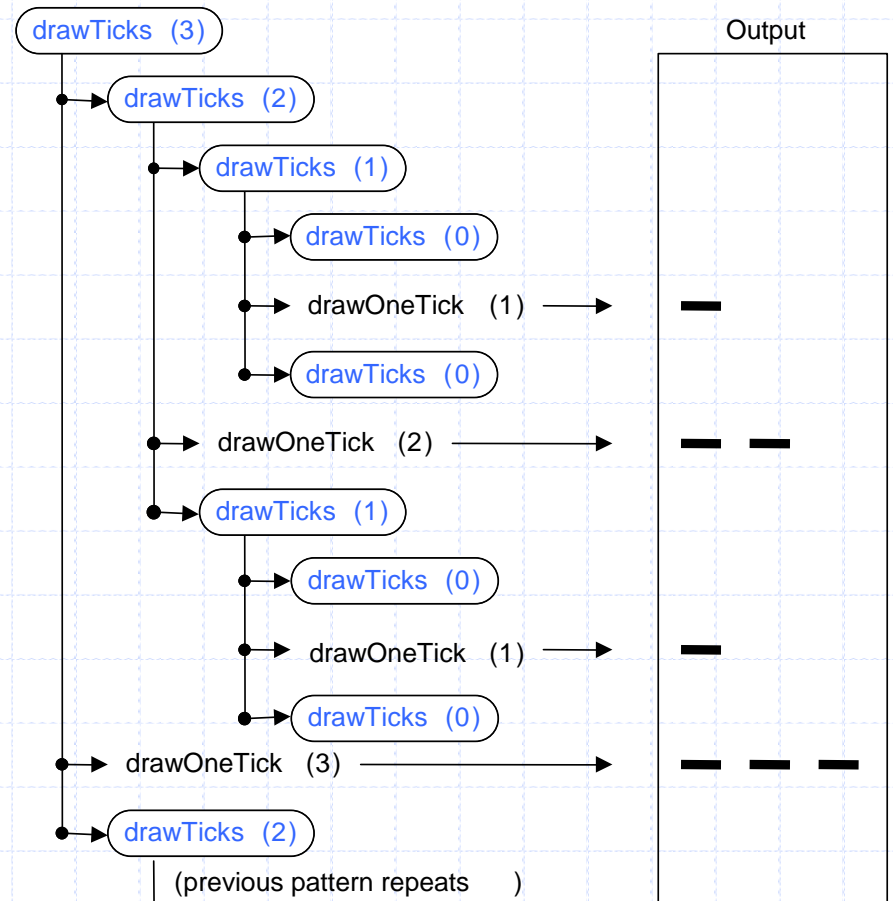 drawTicks (3)
Output
drawTicks (2)
drawTicks (1)
drawTicks (0)
drawOneTick (1)
drawTicks (0)
drawOneTick (2)
drawTicks (1)
drawTicks (0)
drawOneTick (1)
drawTicks (0)
drawOneTick (3)
drawTicks (2)
(previous pattern repeats )